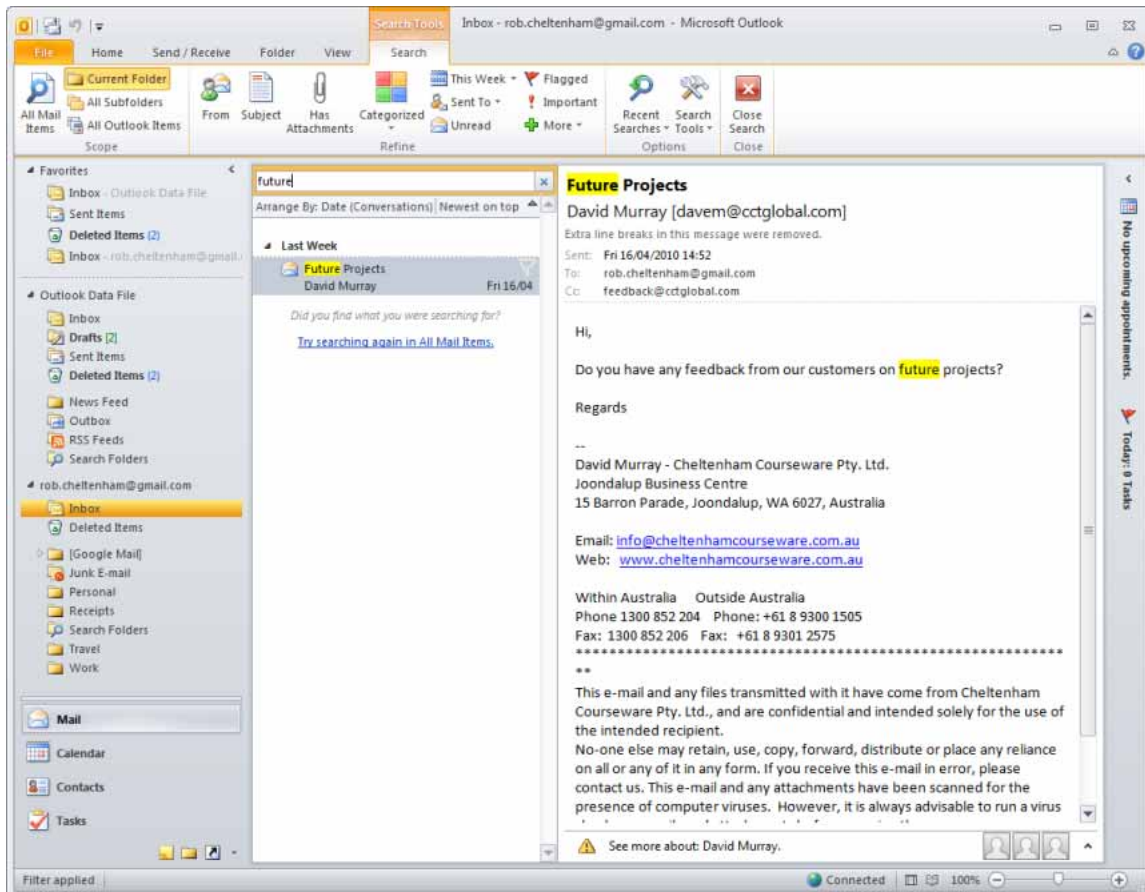 Search Tools
Inbox - rob.cheltenham@gmail.com - Microsoft Outlook
File Home Send / Receive Folder View Search
All Mail Items
Current Folder
All Subfolders
All Outlook Items
Scope
From
Subject
Has Attachments
Categorized
This Week
Sent To
Unread
Flagged
Important
More
Refine
Recent Searches
Search Tools
Options
Close Search
Close
Favorites
Inbox - Outlook Data File
Sent Items
Deleted Items (2)
Inbox - rob.cheltenham@gmail.
Outlook Data File
Inbox
Drafts [2]
Sent Items
Deleted Items (2)
News Feed
Outbox
RSS Feeds
Search Folders
rob.cheltenham@gmail.com
Inbox
Deleted Items
[Google Mail]
Junk E-mail
Personal
Receipts
Search Folders
Travel
Work
Mail
Calendar
Contacts
Tasks
future
Arrange By: Date (Conversations) Newest on top
Last Week
Future Projects
David Murray Fri 16/04
Did you find what you were searching for?
Try searching again in All Mail Items.
Future Projects
David Murray [davem@cctglobal.com]
Extra line breaks in this message were removed.
Sent: Fri 16/04/2010 14:52
To: rob.cheltenham@gmail.com
Cc: feedback@cctglobal.com
Hi,
Do you have any feedback from our customers on future projects?
Regards
--
David Murray - Cheltenham Courseware Pty. Ltd.
Joondalup Business Centre
15 Barron Parade, Joondalup, WA 6027, Australia
Email: info@cheltenhamcourseware.com.au
Web: www.cheltenhamcourseware.com.au
Within Australia Outside Australia
Phone 1300 852 204 Phone: +61 8 9300 1505
Fax: 1300 852 206 Fax: +61 8 9301 2575
**********************************************************
**
This e-mail and any files transmitted with it have come from Cheltenham
Courseware Pty. Ltd., and are confidential and intended solely for the use of
the intended recipient.
No-one else may retain, use, copy, forward, distribute or place any reliance
on all or any of it in any form. If you receive this e-mail in error, please
contact us. This e-mail and any attachments have been scanned for the
presence of computer viruses. However, it is always advisable to run a virus
See more about: David Murray.
No upcoming appointments.
Today: 0 Tasks
Filter applied
Connected 100%